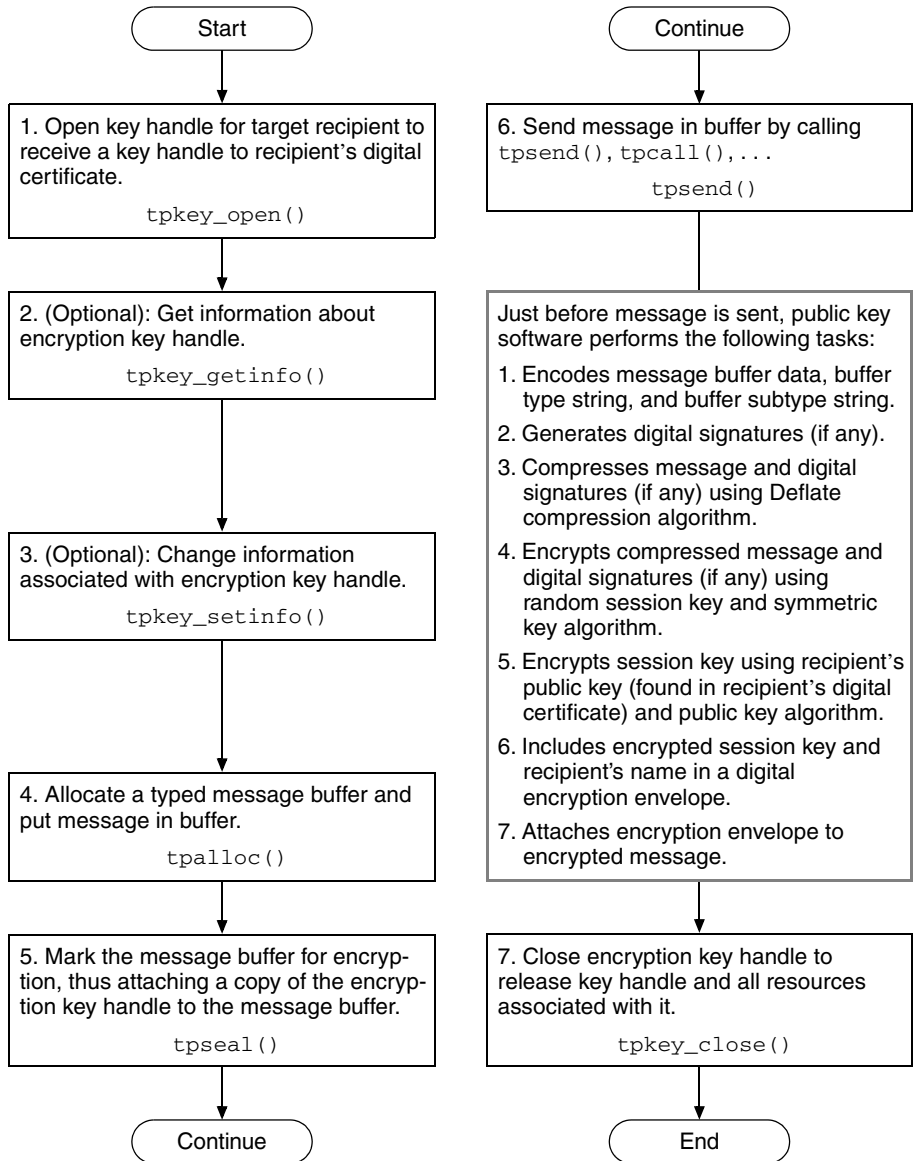 Start
1. Open key handle for target recipient to
receive a key handle to recipient's digital
certificate.
tpkey_open()
2. (Optional): Get information about
encryption key handle.
tpkey_getinfo()
3. (Optional): Change information
associated with encryption key handle.
tpkey_setinfo()
4. Allocate a typed message buffer and
put message in buffer.
tpalloc()
5. Mark the message buffer for encryp-
tion, thus attaching a copy of the encryp-
tion key handle to the message buffer.
tpseal()
Continue
Continue
6. Send message in buffer by calling
tpsend(), tpcall(),...
tpsend()
Just before message is sent, public key
software performs the following tasks:
1. Encodes message buffer data, buffer
type string, and buffer subtype string.
2. Generates digital signatures (if any).
3. Compresses message and digital
signatures (if any) using Deflate
compression algorithm.
4. Encrypts compressed message and
digital signatures (if any) using
random session key and symmetric
key algorithm.
5. Encrypts session key using recipient's
public key (found in recipient's digital
certificate) and public key algorithm.
6. Includes encrypted session key and
recipient's name in a digital
encryption envelope.
7. Attaches encryption envelope to
encrypted message.
7. Close encryption key handle to
release key handle and all resources
associated with it.
tpkey_close()
End